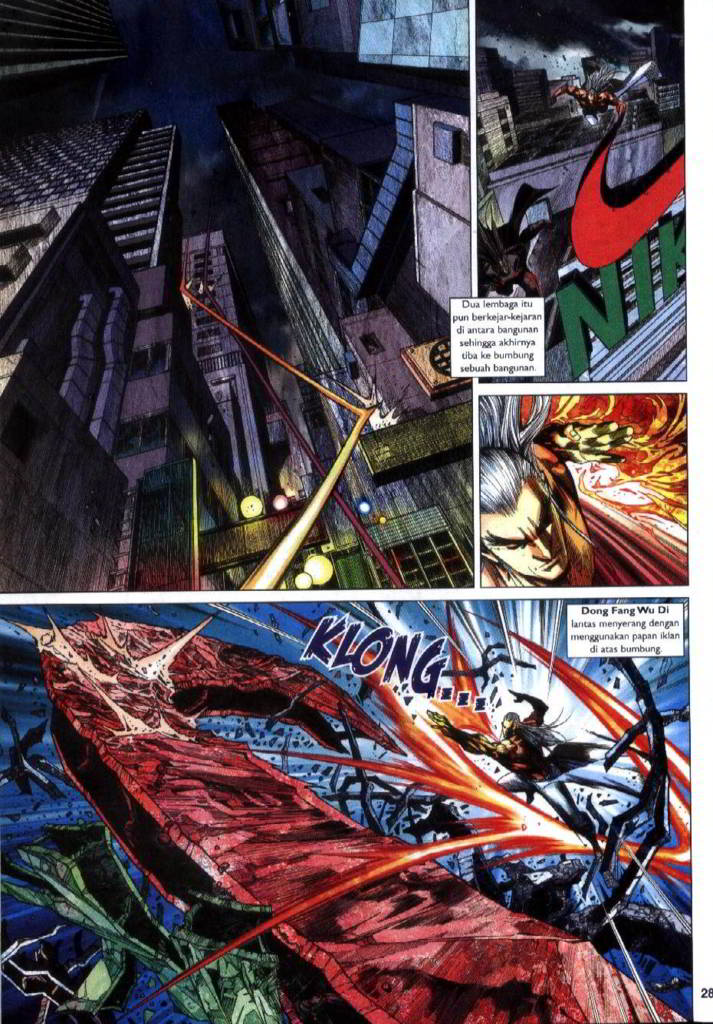 NIK
Dua lembaga itu
pun berkejar-kejaran
di antara bangunan
sehingga akhirnya
tiba ke bumbung
sebuah bangunan.
Dong Fang Wu Di
lantas menyerang dengan
menggunakan papan iklan
di atas bumbung.
KLONG...
28